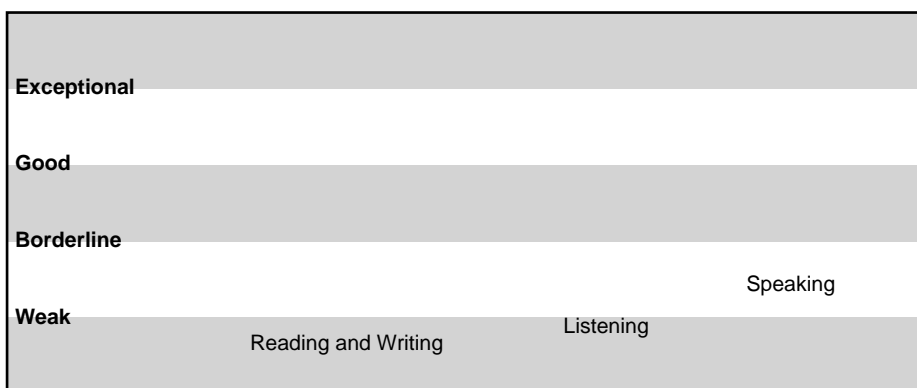 Exceptional
Good
Borderline
Speaking
Weak
Listening
Reading and Writing